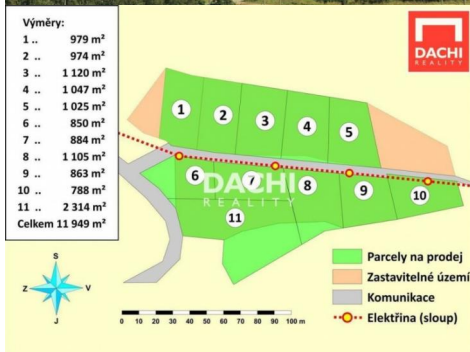 Výměry:
1 .. 979 m²
2 .. 974 m²
3 .. 1 120 m²
4 .. 1 047 m²
5 .. 1 025 m²
6 .. 850 m²
7 .. 884 m²
8 .. 1 105 m²
9 .. 863 m²
10 .. 788 m²
11 .. 2 314 m²
Celkem 11 949 m²
DACHI
REALITY
1 2 3 4 5
6 7 8 9 10
DACHI
REALITY
11
S
Z V
J
0 10 20 30 40 50 60 70 80 90 100 m
Parcely na prodej
Zastavitelné území
Komunikace
Elektřina (sloup)